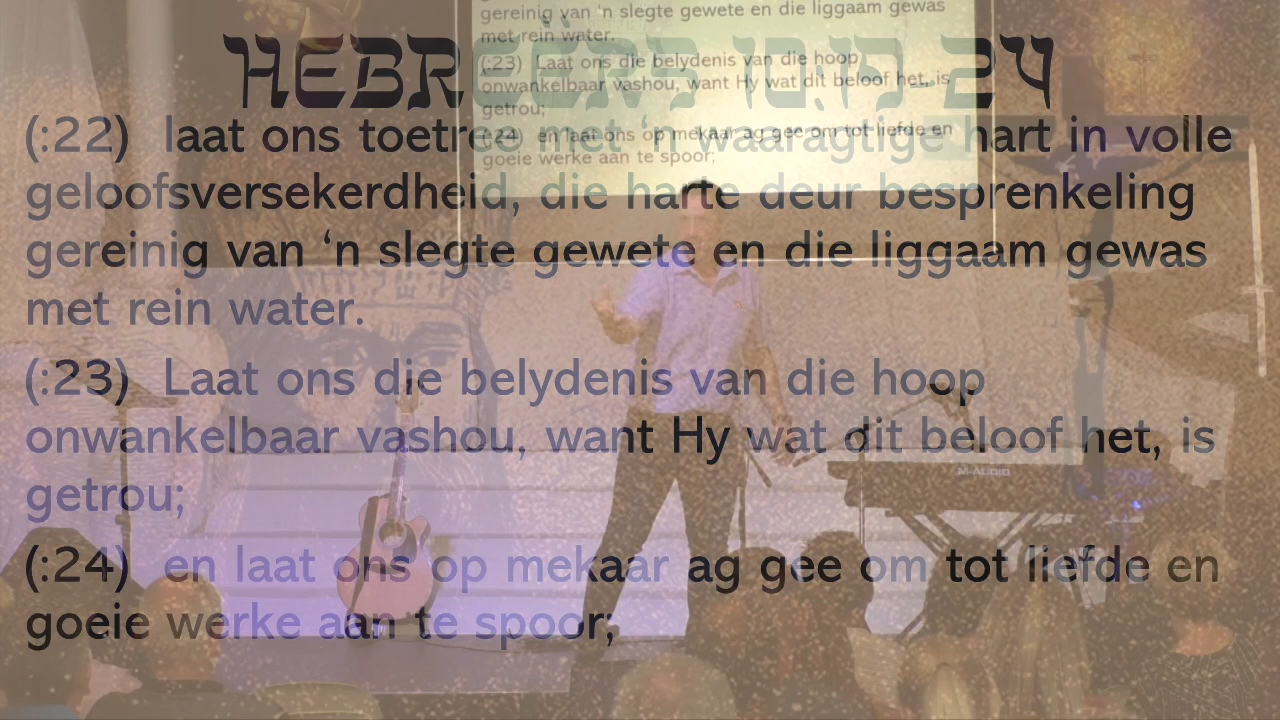 HEBREËRS 10:19-24
(:22) laat ons toetree met ‘n waaragtige hart in volle
geloofsversekerdheid, die harte deur besprenkeling
gereinig van ‘n slegte gewete en die liggaam gewas
met rein water.
(:23) Laat ons die belydenis van die hoop
onwankelbaar vashou, want Hy wat dit beloof het, is
getrou;
(:24) en laat ons op mekaar ag gee om tot liefde en
goeie werke aan te spoor;
gereinig van ‘n slegte gewete en die liggaam gewas
met rein water.
(:23) Laat ons die belydenis van die hoop
onwankelbaar vashou, want Hy wat dit beloof het, is
getrou;
(:24) en laat ons op mekaar ag gee om tot liefde en
goeie werke aan te spoor;
M-AUDIO